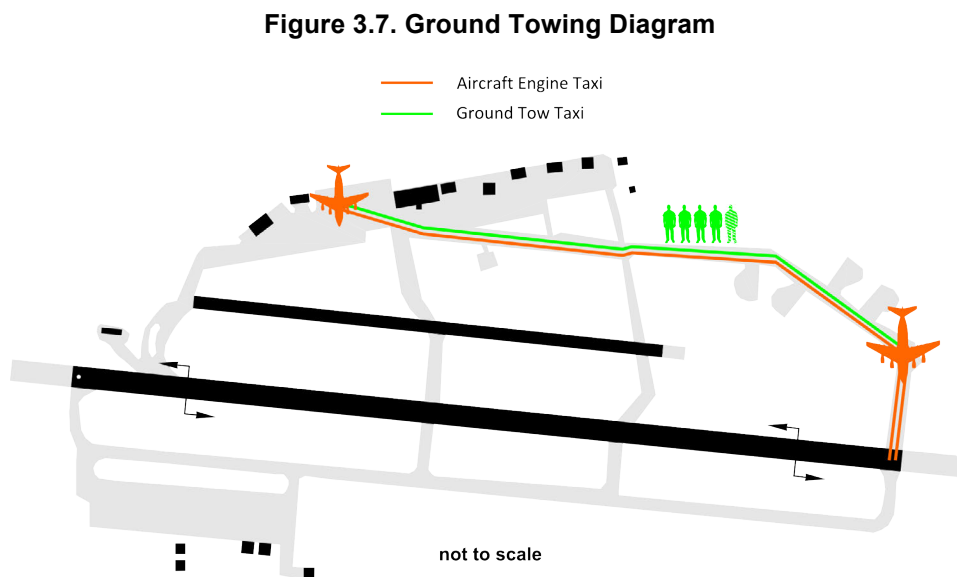 Figure 3.7. Ground Towing Diagram
Aircraft Engine Taxi
Ground Tow Taxi
not to scale